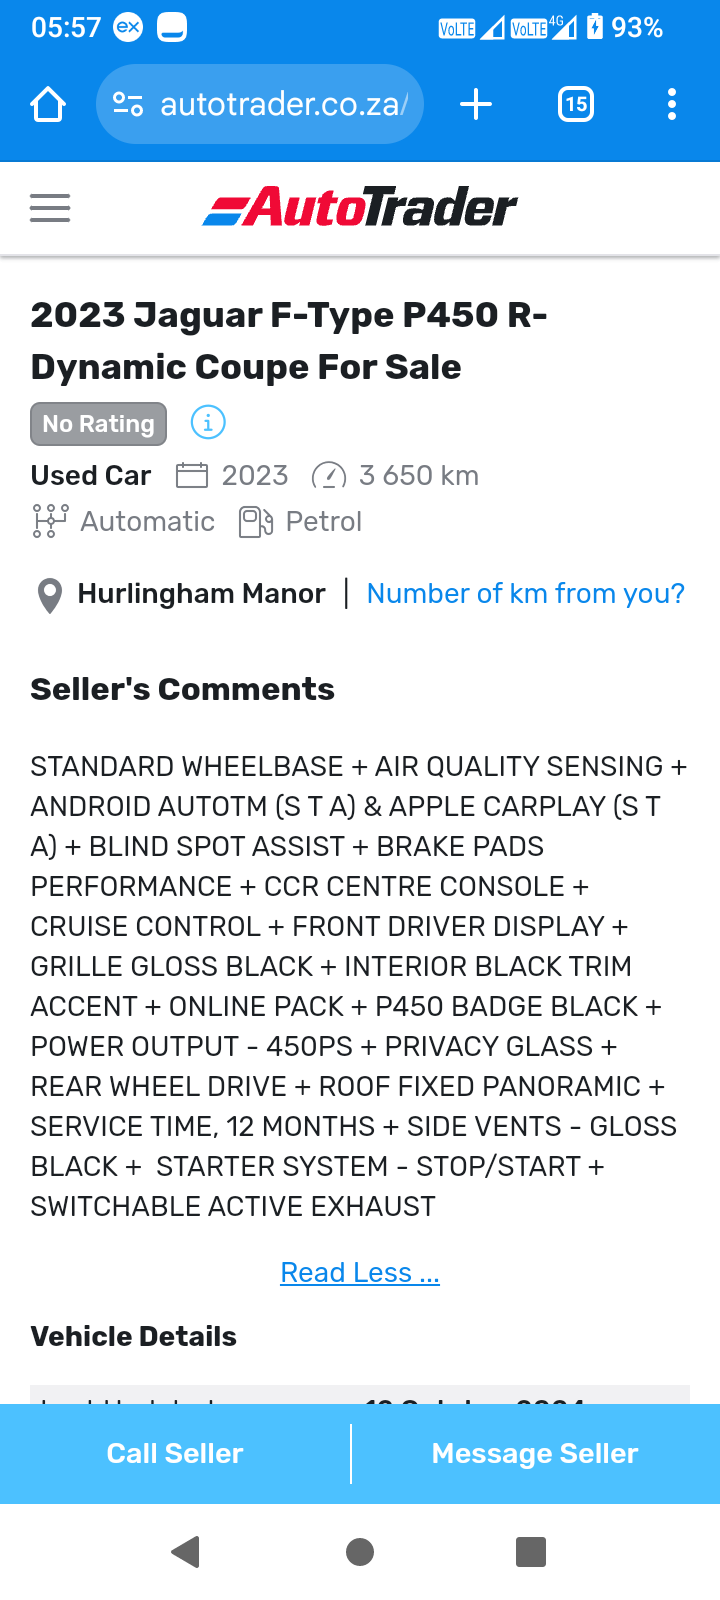 05:57 ex VoLTE VoLTE 4G 93%
autotrader.co.za/ 15
AutoTrader
2023 Jaguar F-Type P450 R-
Dynamic Coupe For Sale
No Rating i
Used Car 2023 3 650 km
Automatic Petrol
Hurlingham Manor | Number of km from you?
Seller's Comments
STANDARD WHEELBASE + AIR QUALITY SENSING +
ANDROID AUTOTM (S T A) & APPLE CARPLAY (S T
A) + BLIND SPOT ASSIST + BRAKE PADS
PERFORMANCE + CCR CENTRE CONSOLE +
CRUISE CONTROL + FRONT DRIVER DISPLAY +
GRILLE GLOSS BLACK + INTERIOR BLACK TRIM
ACCENT + ONLINE PACK + P450 BADGE BLACK +
POWER OUTPUT - 450PS + PRIVACY GLASS +
REAR WHEEL DRIVE + ROOF FIXED PANORAMIC +
SERVICE TIME, 12 MONTHS + SIDE VENTS - GLOSS
BLACK +  STARTER SYSTEM - STOP/START +
SWITCHABLE ACTIVE EXHAUST
Read Less ...
Vehicle Details
Call Seller Message Seller